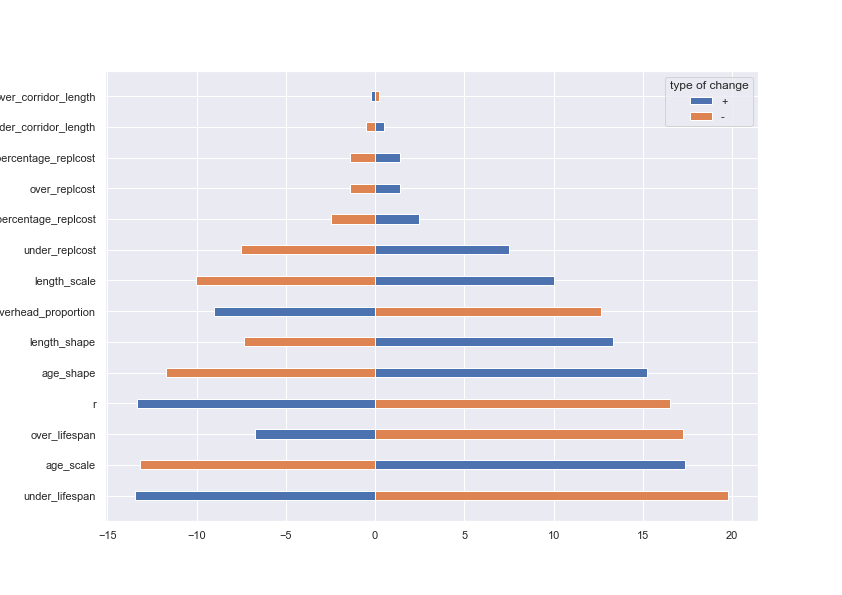 type of change
+
-
ver_corridor_length
der_corridor_length
percentage_replcost
over_replcost
percentage_replcost
under_replcost
length_scale
verhead_proportion
length_shape
age_shape
r
over_lifespan
age_scale
under_lifespan
−15 −10 −5 0 5 10 15 20